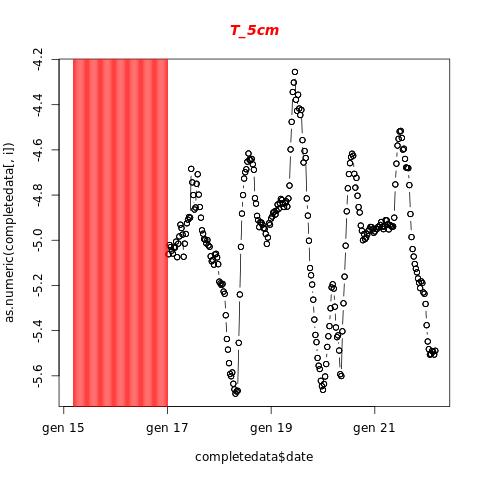 T_5cm
as.numeric(completedata[, i])
-4.2
-4.4
-4.6
-4.8
-5.0
-5.2
-5.4
-5.6
gen 15
gen 17
gen 19
gen 21
completedata$date